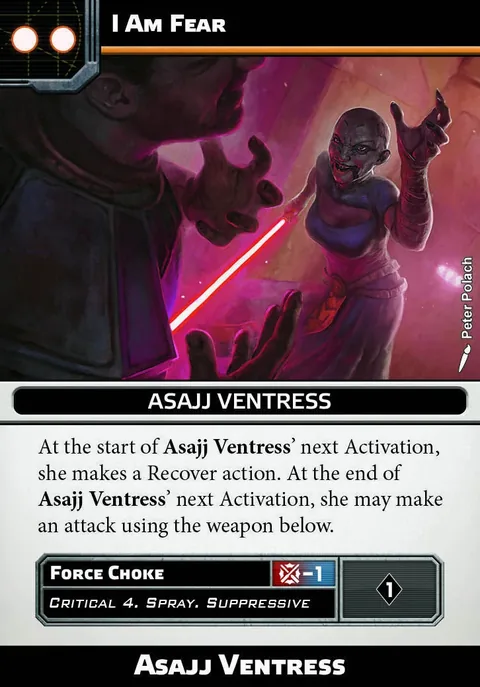 I Am Fear
Peter Polach
ASAJJ VENTRESS
At the start of Asajj Ventress' next Activation,
she makes a Recover action. At the end of
Asajj Ventress' next Activation, she may make
an attack using the weapon below.
Force Choke
-1
1
Critical 4. Spray. Suppressive
Asajj Ventress